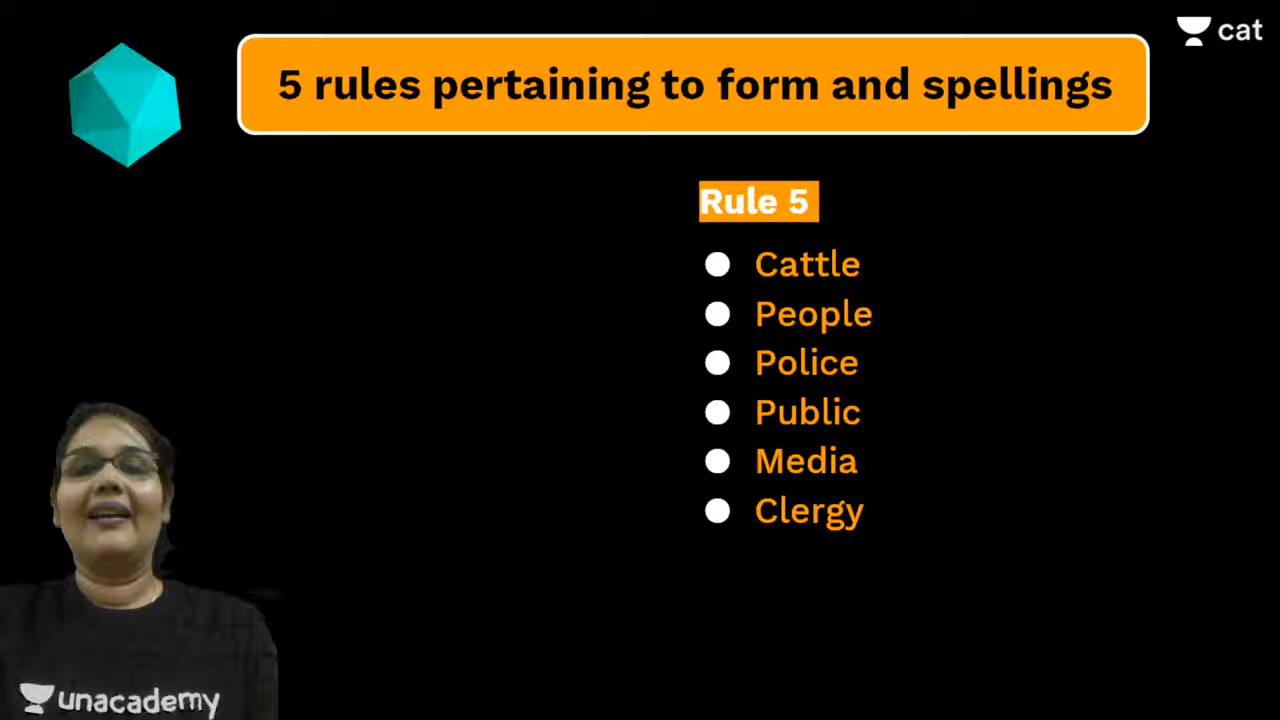 cat
5 rules pertaining to form and spellings
Rule 5
Cattle
People
Police
Public
Media
Clergy
unacademy